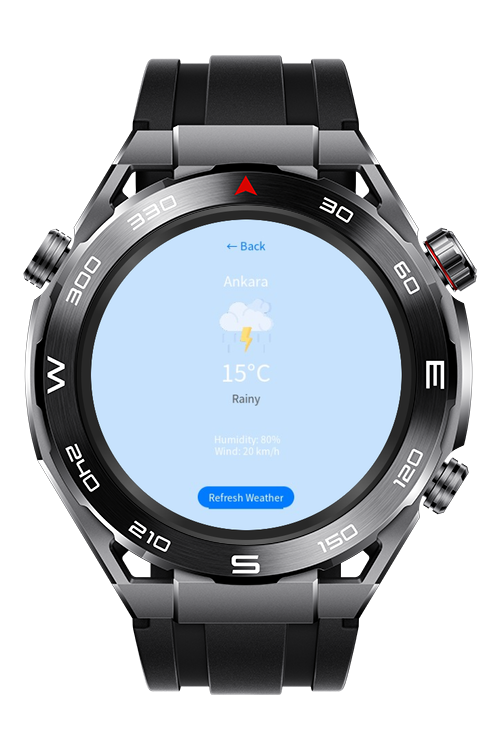 330
30
← Back
300
60
Ankara
15°C
W
E
Rainy
Humidity: 80%
Wind: 20 km/h
240
120
Refresh Weather
210
150
S